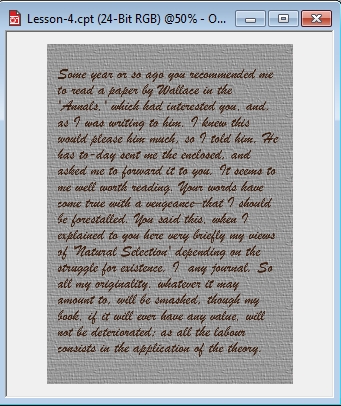 Lesson-4.cpt (24-Bit RGB) @50% - O...
Some year or so ago you recommended me
to read a paper by Wallace in the
'Annals,' which had interested you, and,
as I was writing to him, I knew this
would please him much, so I told him. He
has to-day sent me the enclosed, and
asked me to forward it to you. It seems to
me well worth reading. Your words have
come true with a vengeance-that I should
be forestalled. You said this, when I
explained to you here very briefly my views
of 'Natural Selection' depending on the
struggle for existence. I any journal. So
all my originality, whatever it may
amount to, will be smashed, though my
book, if it will ever have any value, will
not be deteriorated; as all the labour
consists in the application of the theory.